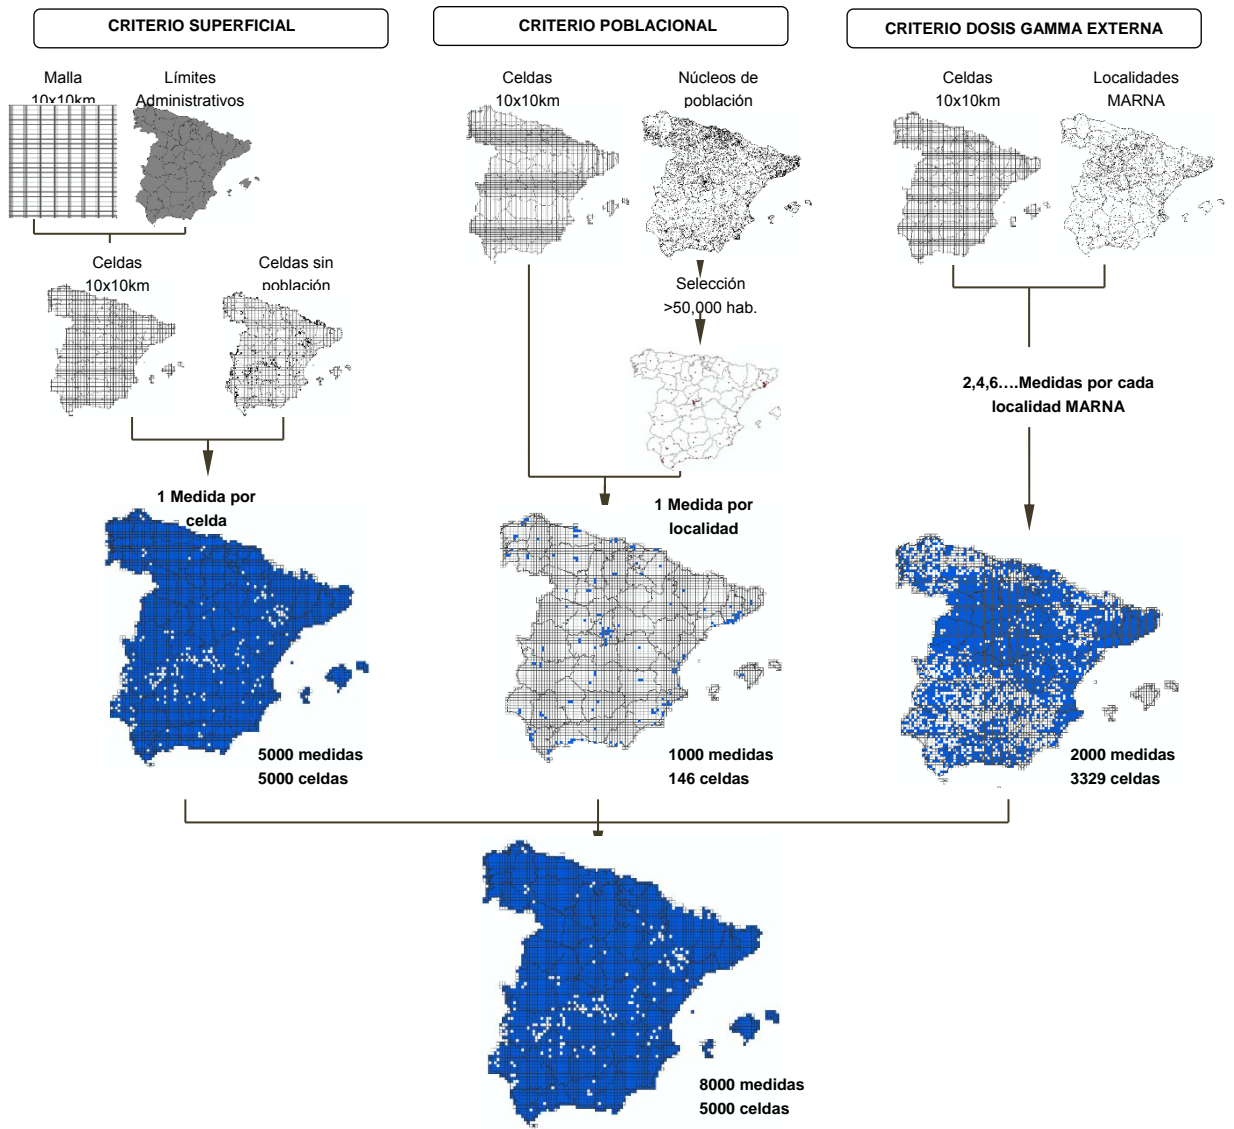 CRITERIO SUPERFICIAL
Malla
10x10km
Límites
Administrativos
Celdas
10x10km
Celdas sin
población
1 Medida por
celda
5000 medidas
5000 celdas
CRITERIO POBLACIONAL
Celdas
10x10km
Núcleos de
población
Selección
>50,000 hab.
1 Medida por
localidad
1000 medidas
146 celdas
CRITERIO DOSIS GAMMA EXTERNA
Celdas
10x10km
Localidades
MARNA
2,4,6….Medidas por cada
localidad MARNA
2000 medidas
3329 celdas
8000 medidas
5000 celdas